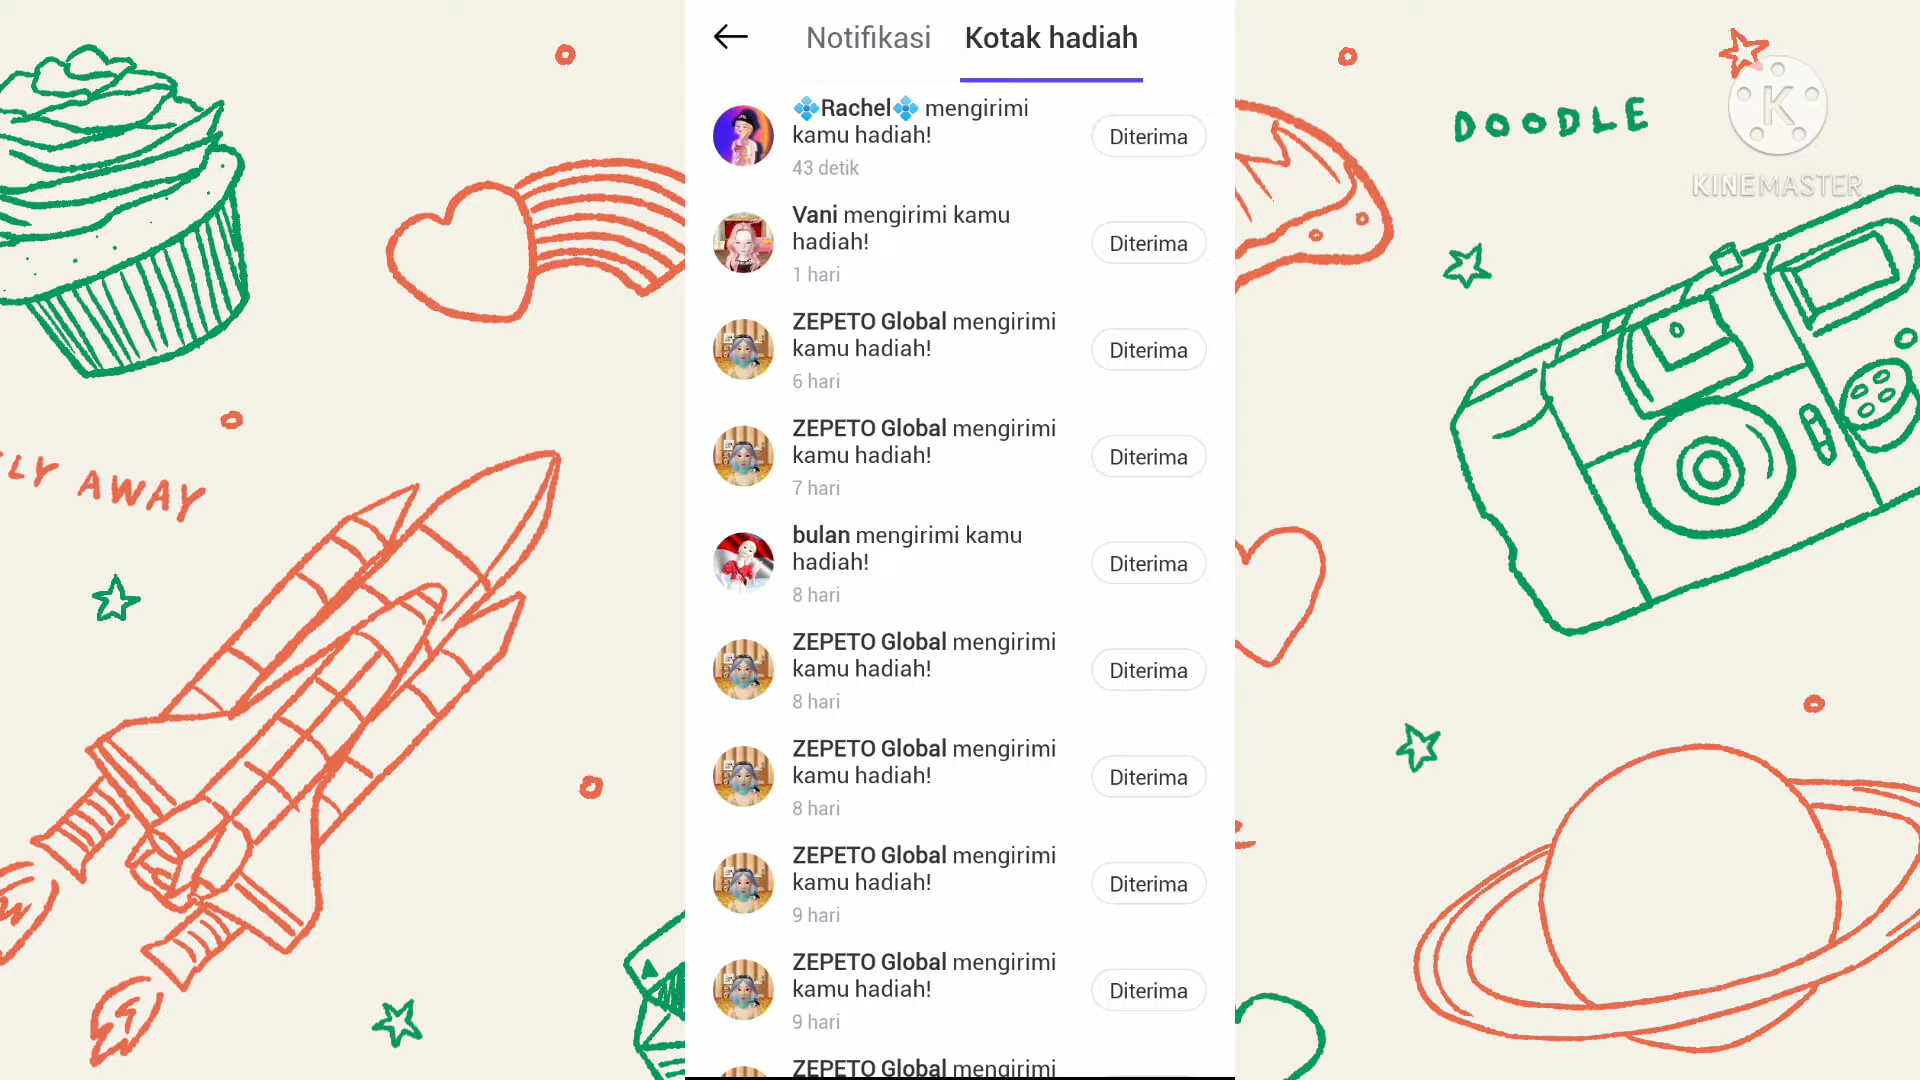 Notifikasi Kotak hadiah
💠Rachel💠 mengirimi
kamu hadiah!
43 detik
Diterima
Vani mengirimi kamu
hadiah!
1 hari
Diterima
ZEPETO Global mengirimi
kamu hadiah!
6 hari
Diterima
ZEPETO Global mengirimi
kamu hadiah!
7 hari
Diterima
bulan mengirimi kamu
hadiah!
8 hari
Diterima
ZEPETO Global mengirimi
kamu hadiah!
8 hari
Diterima
ZEPETO Global mengirimi
kamu hadiah!
8 hari
Diterima
ZEPETO Global mengirimi
kamu hadiah!
9 hari
Diterima
ZEPETO Global mengirimi
kamu hadiah!
9 hari
Diterima
ZEPETO Global mengirimi
LY AWAY
DOODLE
K
KINEMASTER